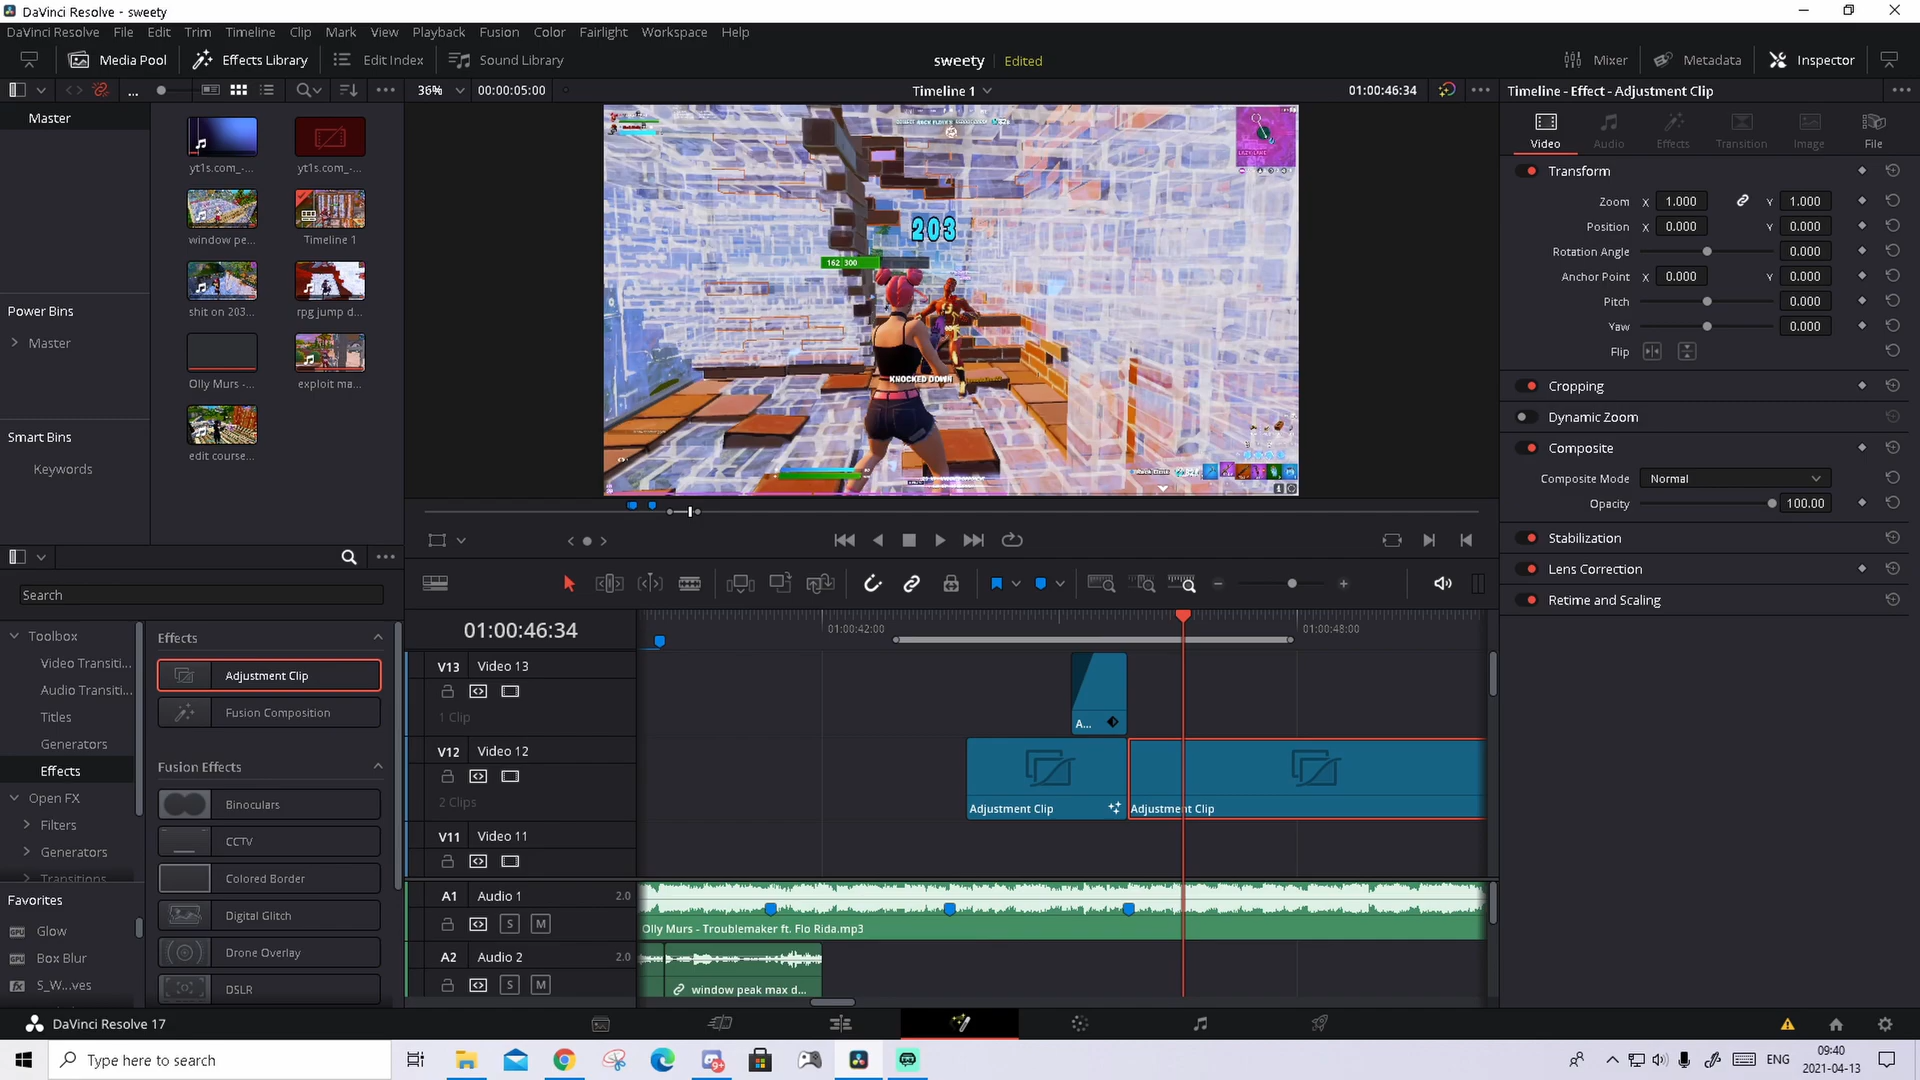 DaVinci Resolve - sweety
DaVinci Resolve File Edit Trim Timeline Clip Mark View Playback Fusion Color Fairlight Workspace Help
Media Pool Effects Library Edit Index Sound Library
sweety Edited
Mixer Metadata Inspector
36% 00:00:05:00 Timeline 1 01:00:46:34
Timeline - Effect - Adjustment Clip
Master
yt1s.com_-... yt1s.com_-...
window pe... Timeline 1
shit on 203... rpg jump d...
Olly Murs -... exploit ma...
edit course...
Power Bins
Master
Smart Bins
Keywords
203
162 300
KNOCKED DOWN
Video Audio Effects Transition Image File
Transform
Zoom X 1.000 Y 1.000
Position X 0.000 Y 0.000
Rotation Angle 0.000
Anchor Point X 0.000 Y 0.000
Pitch 0.000
Yaw 0.000
Flip
Cropping
Dynamic Zoom
Composite
Composite Mode Normal
Opacity 100.00
Stabilization
Lens Correction
Retime and Scaling
Search
Toolbox
Video Transiti...
Audio Transiti...
Titles
Generators
Effects
Open FX
Filters
Generators
Transitions
Favorites
Glow
Box Blur
S_W...ves
Effects
Adjustment Clip
Fusion Composition
Fusion Effects
Binoculars
CCTV
Colored Border
Digital Glitch
Drone Overlay
DSLR
01:00:46:34
01:00:42:00 01:00:48:00
V13 Video 13
1 Clip
A...
V12 Video 12
2 Clips
Adjustment Clip Adjustment Clip
V11 Video 11
A1 Audio 1 2.0
S M
Olly Murs - Troublemaker ft. Flo Rida.mp3
A2 Audio 2 2.0
S M
window peak max d...
DaVinci Resolve 17
Type here to search
9+
ENG
09:40
2021-04-13